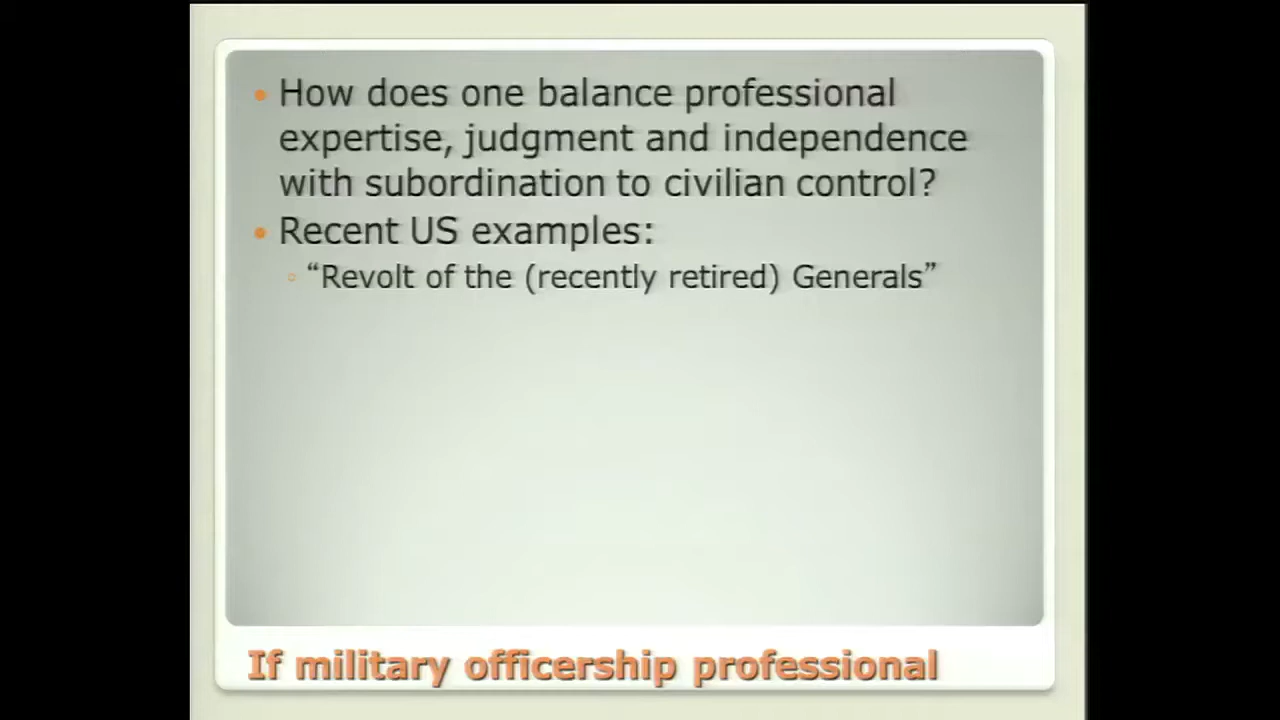 How does one balance professional
expertise, judgment and independence
with subordination to civilian control?
Recent US examples:
“Revolt of the (recently retired) Generals”
If military officership professional